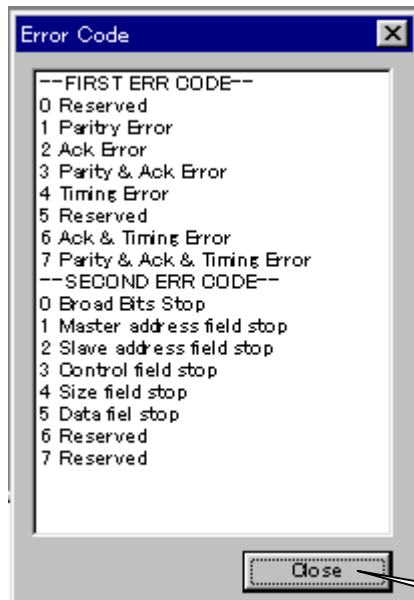 Error Code
--FIRST ERR CODE--
0 Reserved
1 Paritry Error
2 Ack Error
3 Parity & Ack Error
4 Timing Error
5 Reserved
6 Ack & Timing Error
7 Parity & Ack & Timing Error
--SECOND ERR CODE--
0 Broad Bits Stop
1 Master address field stop
2 Slave address field stop
3 Control field stop
4 Size field stop
5 Data fiel stop
6 Reserved
7 Reserved
Close